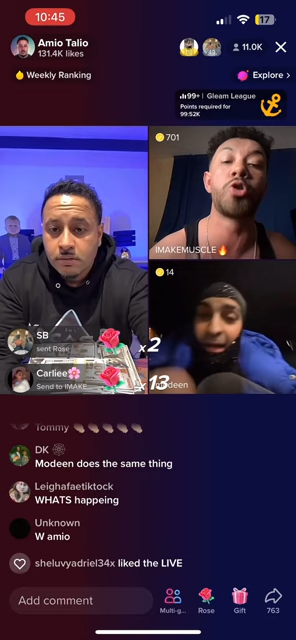 10:45
17
Amio Talio
131.4K likes
11.0K
Weekly Ranking
Explore >
99+ | Gleam League
Points required for
99:52K
701
IMAKEMUSCLE🔥
14
SB
sent Rose
x2
Carliee🌸
Send to IMAKE
x13
deen
Tommy 👏🏼👏🏼👏🏼👏🏼👏🏼
DK 🕸
Modeen does the same thing
Leighafaetiktock
WHATS happeing
Unknown
W amio
sheluvyadriel34x liked the LIVE
Add comment
Multi-g...
Rose
Gift
763